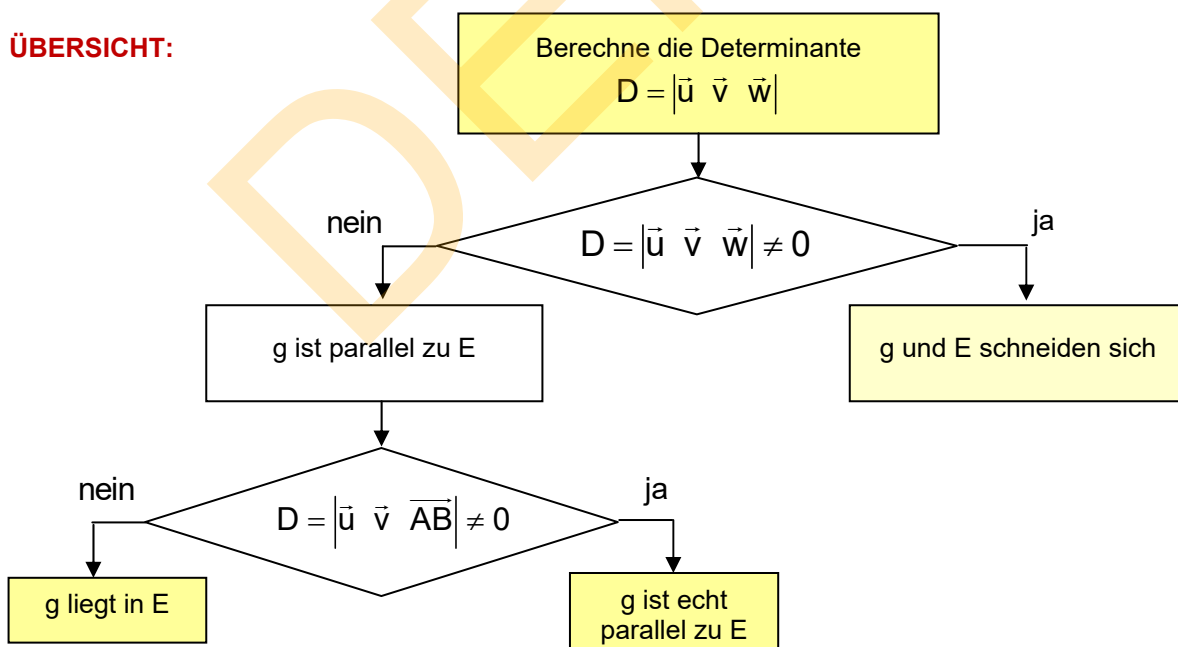 ÜBERSICHT:
Berechne die Determinante
D = |u⃗ v⃗ w⃗|
nein
D = |u⃗ v⃗ w⃗| ≠ 0
ja
g ist parallel zu E
g und E schneiden sich
nein
D = |u⃗ v⃗ A͞B⃗| ≠ 0
ja
g liegt in E
g ist echt
parallel zu E
DE